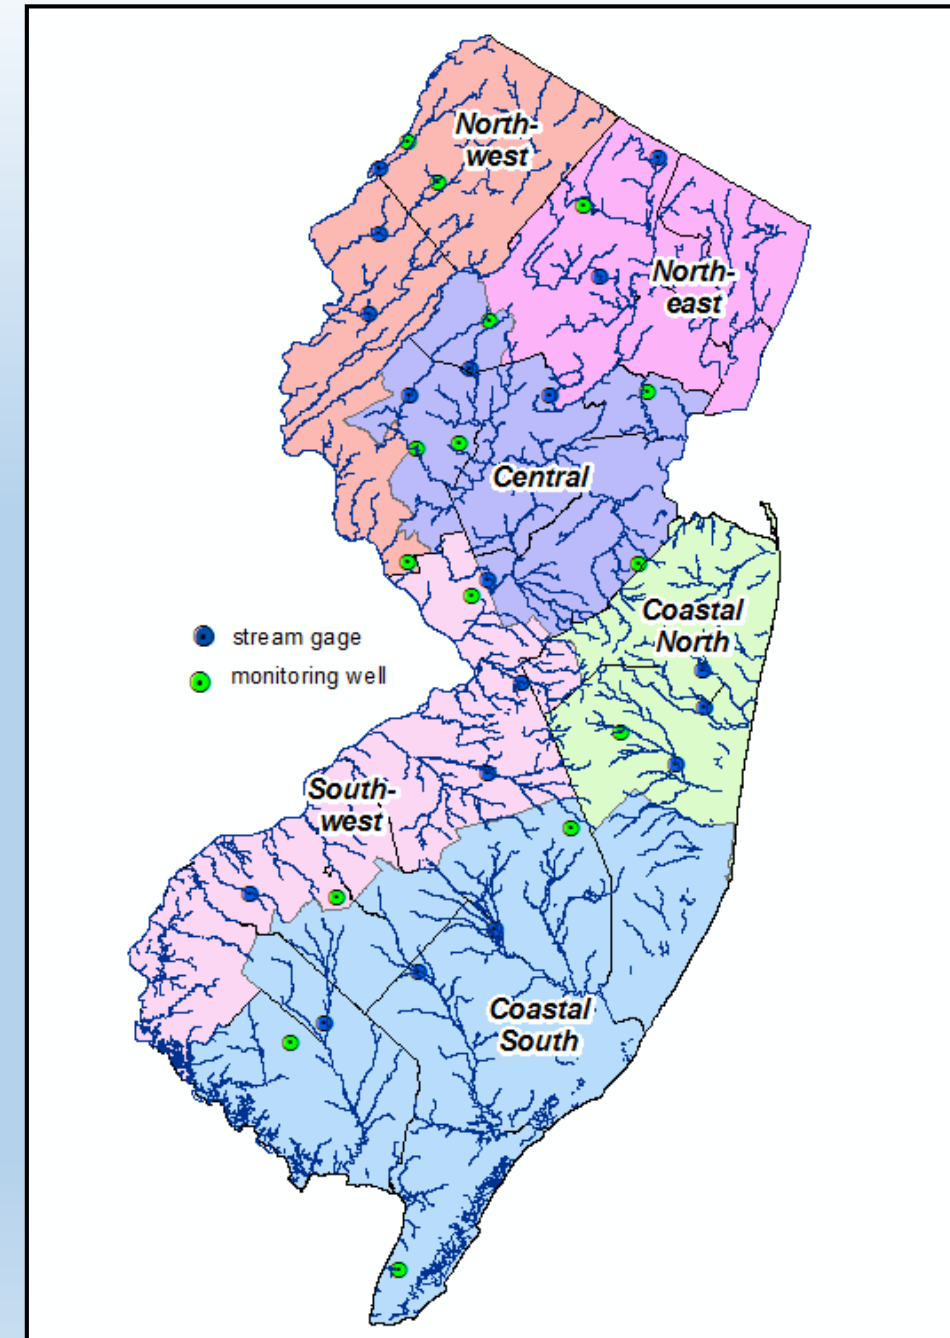 North-
west
North-
east
Central
Coastal
North
stream gage
monitoring well
South-
west
Coastal
South